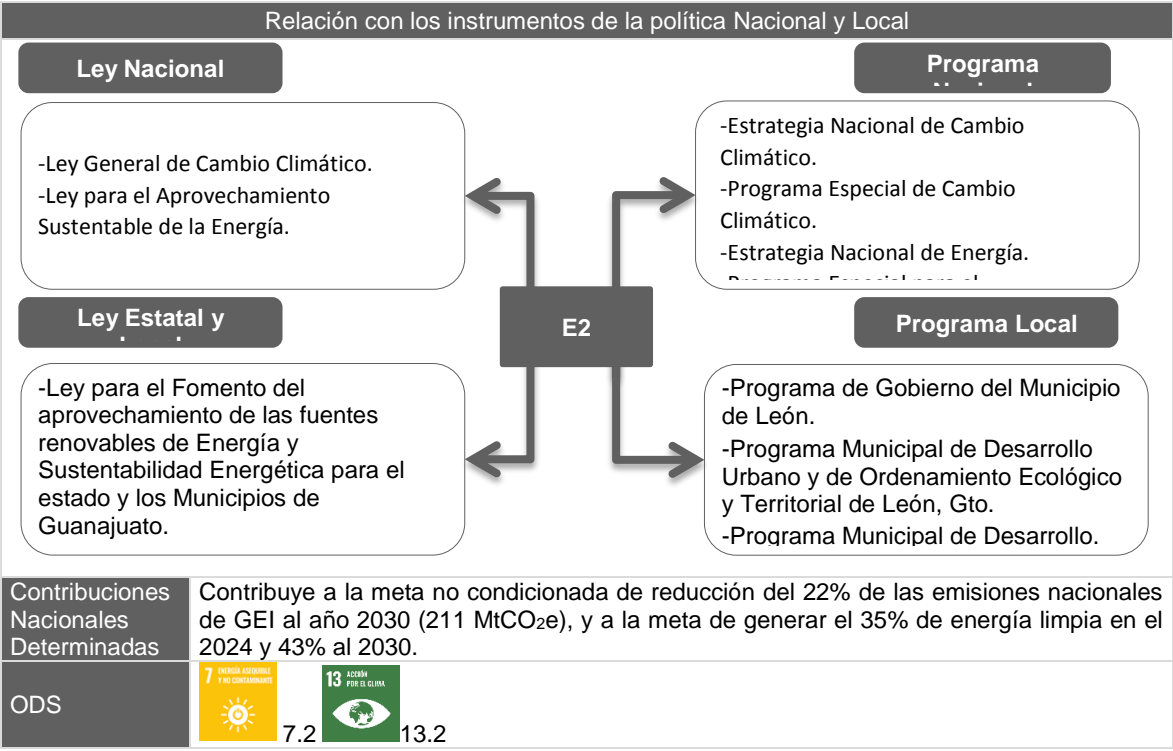 Relación con los instrumentos de la política Nacional y Local
Ley Nacional
-Ley General de Cambio Climático.
-Ley para el Aprovechamiento
Sustentable de la Energía.
Programa
-Estrategia Nacional de Cambio
Climático.
-Programa Especial de Cambio
Climático.
-Estrategia Nacional de Energía.
-Programa Especial para el
E2
Ley Estatal y
-Ley para el Fomento del
aprovechamiento de las fuentes
renovables de Energía y
Sustentabilidad Energética para el
estado y los Municipios de
Guanajuato.
Programa Local
-Programa de Gobierno del Municipio
de León.
-Programa Municipal de Desarrollo
Urbano y de Ordenamiento Ecológico
y Territorial de León, Gto.
-Programa Municipal de Desarrollo.
Contribuciones
Nacionales
Determinadas
Contribuye a la meta no condicionada de reducción del 22% de las emisiones nacionales
de GEI al año 2030 (211 MtCO₂e), y a la meta de generar el 35% de energía limpia en el
2024 y 43% al 2030.
ODS
7 ENERGÍA ASEQUIBLE
Y NO CONTAMINANTE
7.2
13 ACCIÓN
POR EL CLIMA
13.2